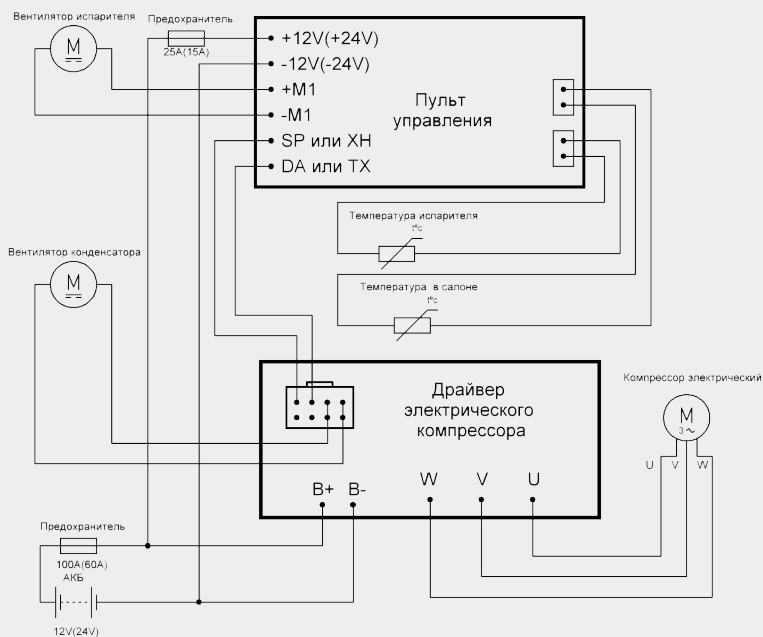 Вентилятор испарителя
Предохранитель
25A(15A)
+12V(+24V)
-12V(-24V)
+M1
-M1
SP или XH
DA или TX
Пульт
управления
M
Температура испарителя
t°c
Вентилятор конденсатора
M
Температура в салоне
t°c
Драйвер
электрического
компрессора
Компрессор электрический
M
3 ~
U V W
B+ B-
W V U
Предохранитель
100A(60A)
АКБ
12V(24V)